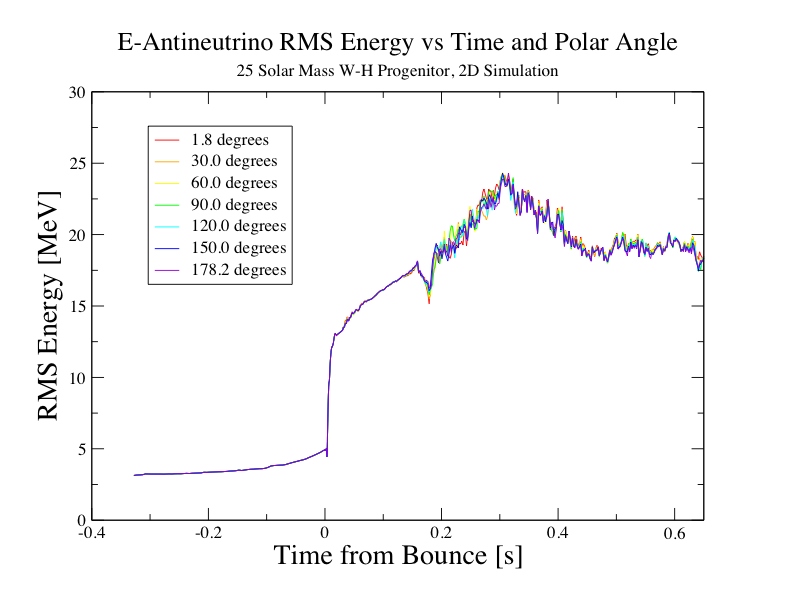 E-Antineutrino RMS Energy vs Time and Polar Angle
25 Solar Mass W-H Progenitor, 2D Simulation
30
25
20
15
10
5
0
RMS Energy [MeV]
1.8 degrees
30.0 degrees
60.0 degrees
90.0 degrees
120.0 degrees
150.0 degrees
178.2 degrees
-0.4
-0.2
0
0.2
0.4
0.6
Time from Bounce [s]